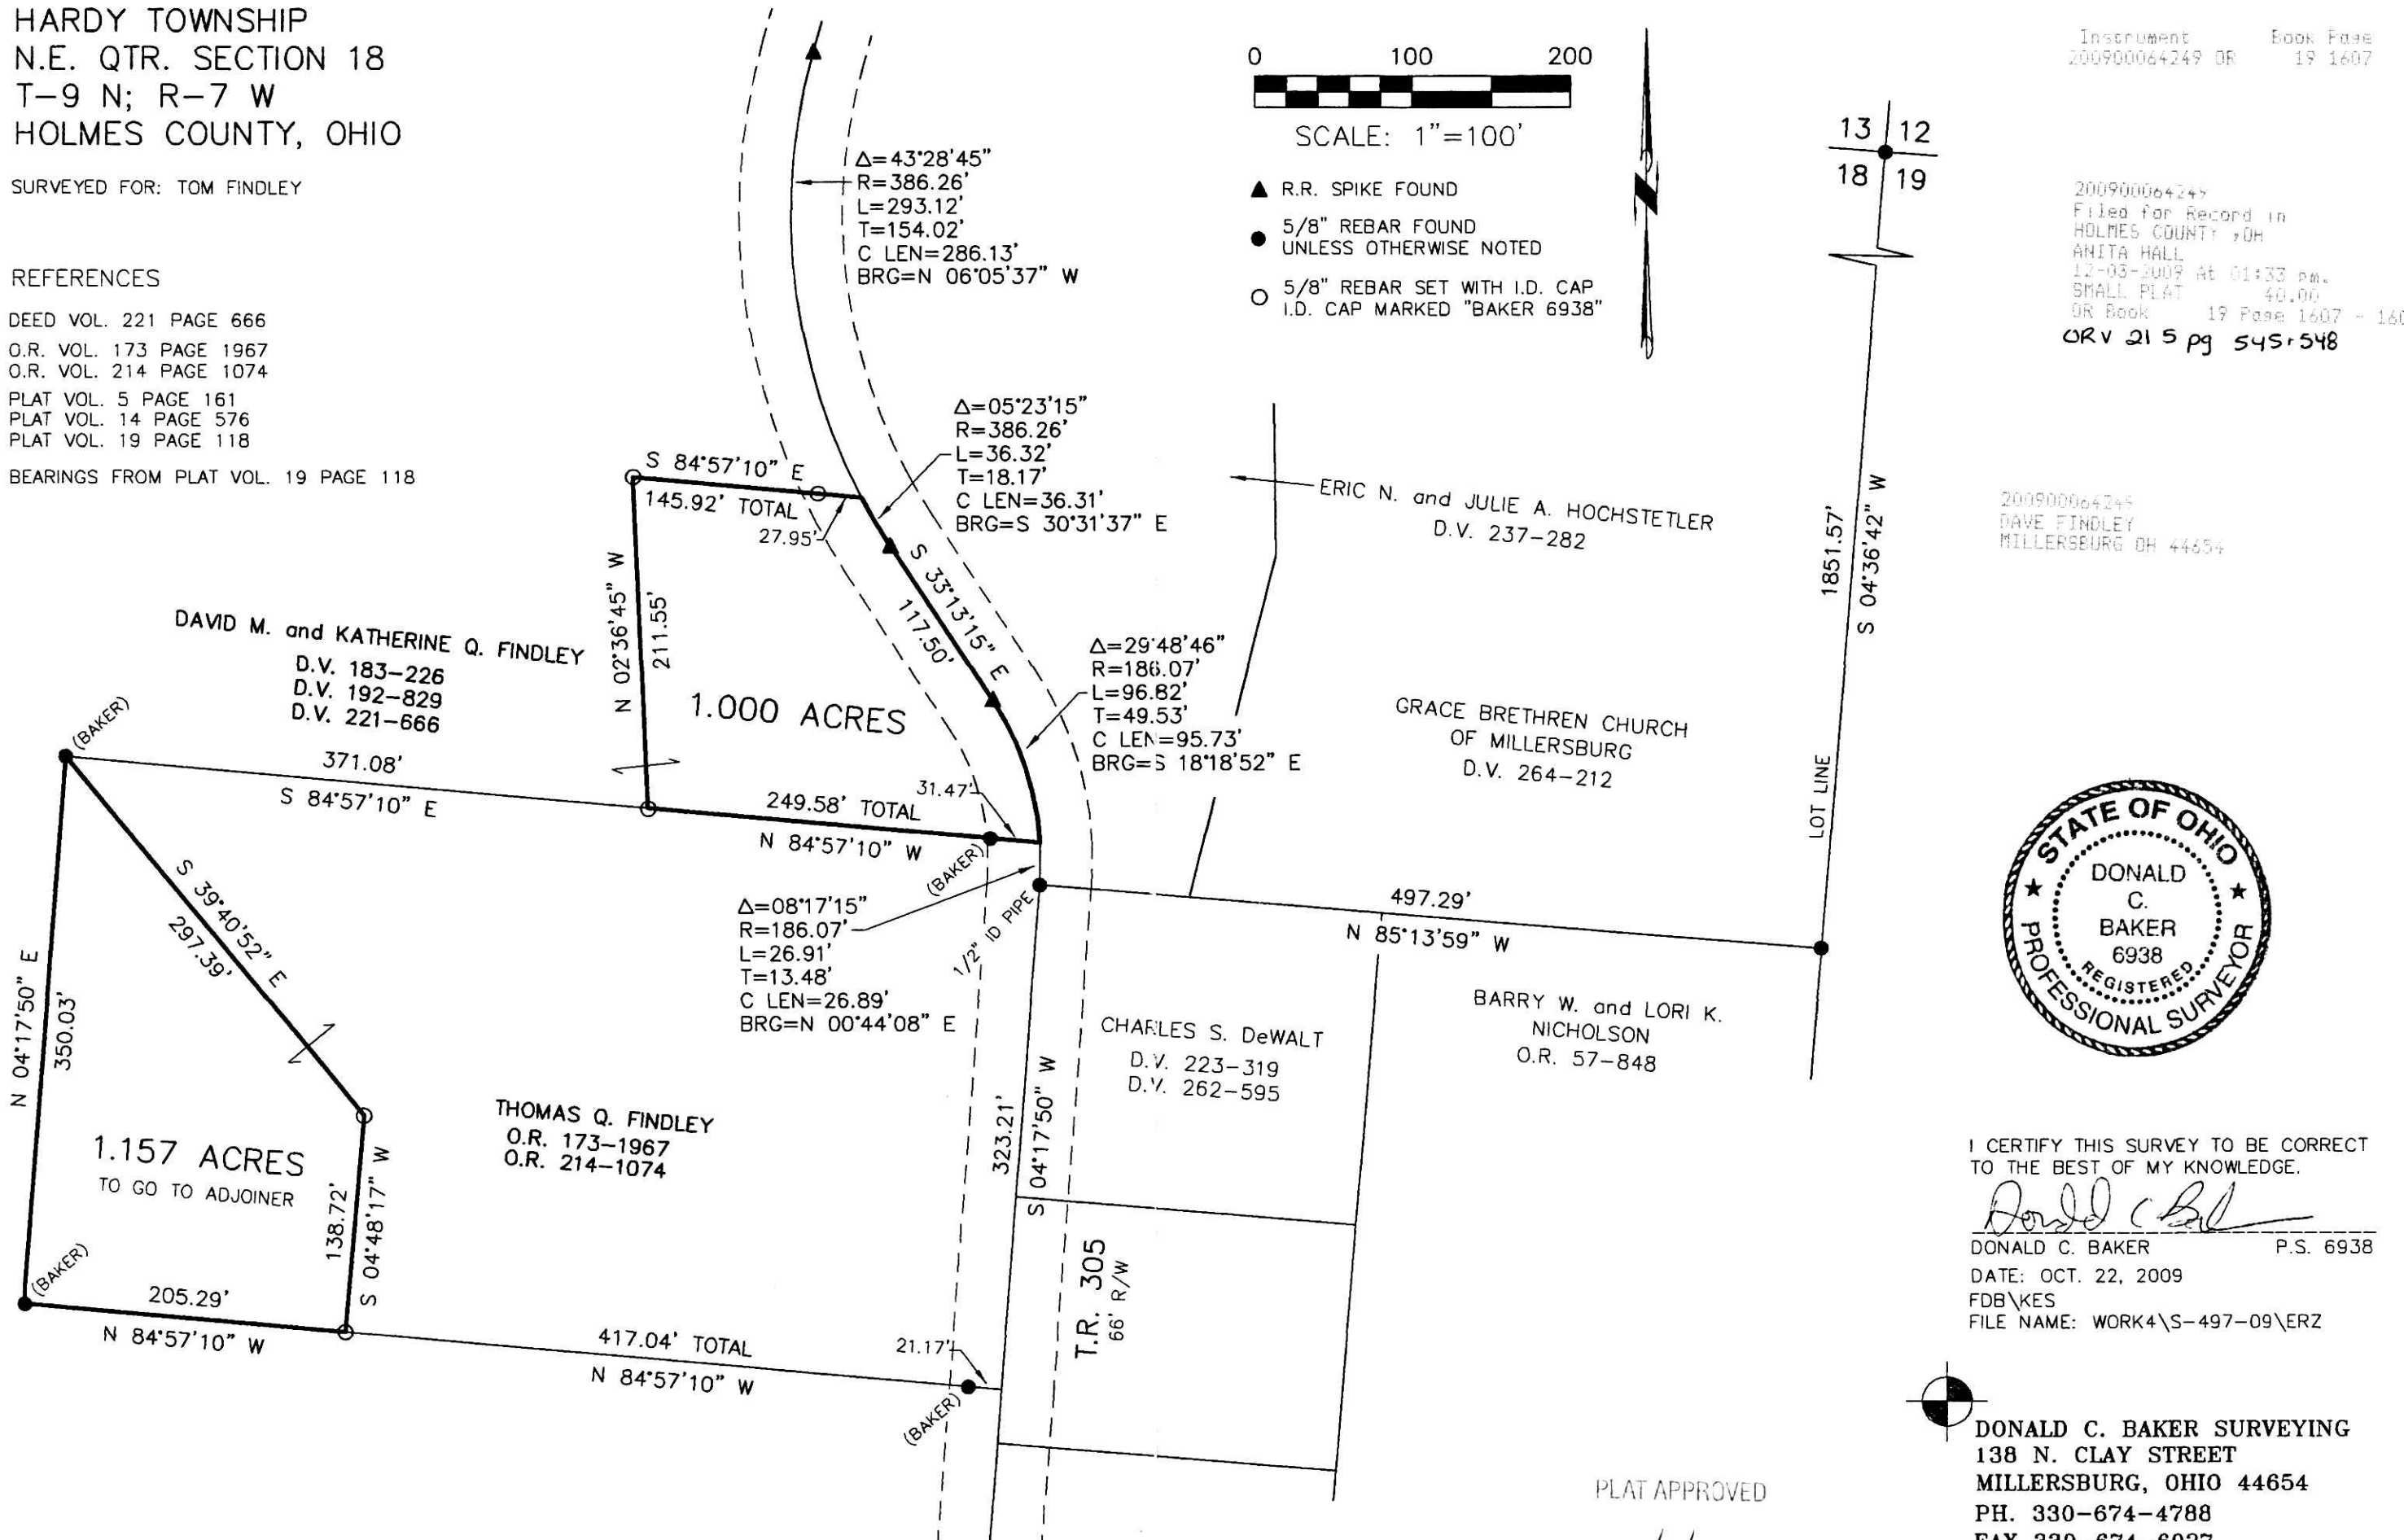 HARDY TOWNSHIP
N.E. QTR. SECTION 18
T-9 N; R-7 W
HOLMES COUNTY, OHIO
SURVEYED FOR: TOM FINDLEY
REFERENCES
DEED VOL. 221 PAGE 666
O.R. VOL. 173 PAGE 1967
O.R. VOL. 214 PAGE 1074
PLAT VOL. 5 PAGE 161
PLAT VOL. 14 PAGE 576
PLAT VOL. 19 PAGE 118
BEARINGS FROM PLAT VOL. 19 PAGE 118
Δ=43°28'45"
R=386.26'
L=293.12'
T=154.02'
C LEN=286.13'
BRG=N 06°05'37" W
0 100 200
SCALE: 1"=100'
R.R. SPIKE FOUND
5/8" REBAR FOUND
UNLESS OTHERWISE NOTED
5/8" REBAR SET WITH I.D. CAP
I.D. CAP MARKED "BAKER 6938"
13 12
18 19
Instrument Book Page
200900064249 OR 19 1607
200900064249
Filed for Record in
HOLMES COUNTY, OH
ANITA HALL
12-03-2009 At 01:33 pm.
SMALL PLAT 40.00
OR Book 19 Page 1607 - 160
ORV 215 pg 545+548
200900064249
DAVE FINDLEY
MILLERSBURG OH 44654
Δ=05°23'15"
R=386.26'
L=36.32'
T=18.17'
C LEN=36.31'
BRG=S 30°31'37" E
S 84°57'10" E
145.92' TOTAL
27.95'
S 33°13'15" E
117.50'
N 02°36'45" W
211.55'
1.000 ACRES
ERIC N. and JULIE A. HOCHSTETLER
D.V. 237-282
1851.57'
S 04°36'42" W
LOT LINE
DAVID M. and KATHERINE Q. FINDLEY
D.V. 183-226
D.V. 192-829
D.V. 221-666
Δ=29°48'46"
R=186.07'
L=96.82'
T=49.53'
C LEN=95.73'
BRG=S 18°18'52" E
GRACE BRETHREN CHURCH
OF MILLERSBURG
D.V. 264-212
(BAKER)
371.08'
S 84°57'10" E
249.58' TOTAL
31.47'
N 84°57'10" W
(BAKER)
1/2" ID PIPE
497.29'
N 85°13'59" W
Δ=08°17'15"
R=186.07'
L=26.91'
T=13.48'
C LEN=26.89'
BRG=N 00°44'08" E
S 39°40'52" E
297.39'
N 04°17'50" E
350.03'
1.157 ACRES
TO GO TO ADJOINER
138.72'
S 04°48'17" W
THOMAS Q. FINDLEY
O.R. 173-1967
O.R. 214-1074
CHARLES S. DeWALT
D.V. 223-319
D.V. 262-595
BARRY W. and LORI K.
NICHOLSON
O.R. 57-848
323.21'
S 04°17'50" W
T.R. 305
66' R/W
(BAKER)
205.29'
N 84°57'10" W
417.04' TOTAL
N 84°57'10" W
21.17'
(BAKER)
STATE OF OHIO
DONALD
C.
BAKER
6938
REGISTERED
PROFESSIONAL SURVEYOR
I CERTIFY THIS SURVEY TO BE CORRECT
TO THE BEST OF MY KNOWLEDGE.
Donald C Baker
DONALD C. BAKER P.S. 6938
DATE: OCT. 22, 2009
FDB\KES
FILE NAME: WORK4\S-497-09\ERZ
DONALD C. BAKER SURVEYING
138 N. CLAY STREET
MILLERSBURG, OHIO 44654
PH. 330-674-4788
FAX 330-674-6027
PLAT APPROVED